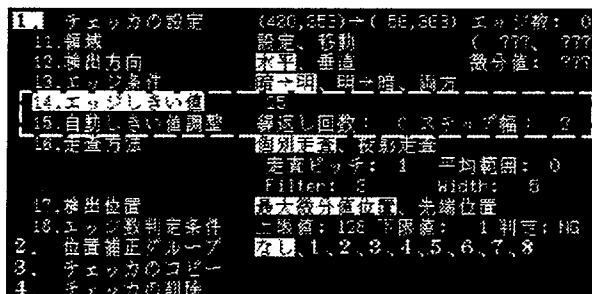 1. チェッカの設定 (420,353)→( 58,363) エッジ数: 0
11.領域 設定、移動 ( ???, ???
12.検出方向 水平、垂直 微分値: ???
13.エッジ条件 暗→明、明→暗、両方
14.エッジしきい値 25
15.自動しきい値調整 繰返し回数: 0 ステップ幅: 2
16.走査方法 個別走査、投影走査
走査ピッチ: 1 平均範囲: 0
Filter: 3 Width: 5
17.検出位置 最大微分値位置、先端位置
18.エッジ数判定条件 上限値: 128 下限値: 1 判定: NG
2. 位置補正グループ なし、1、2、3、4、5、6、7、8
3. チェッカのコピー
4 チェッカの削除